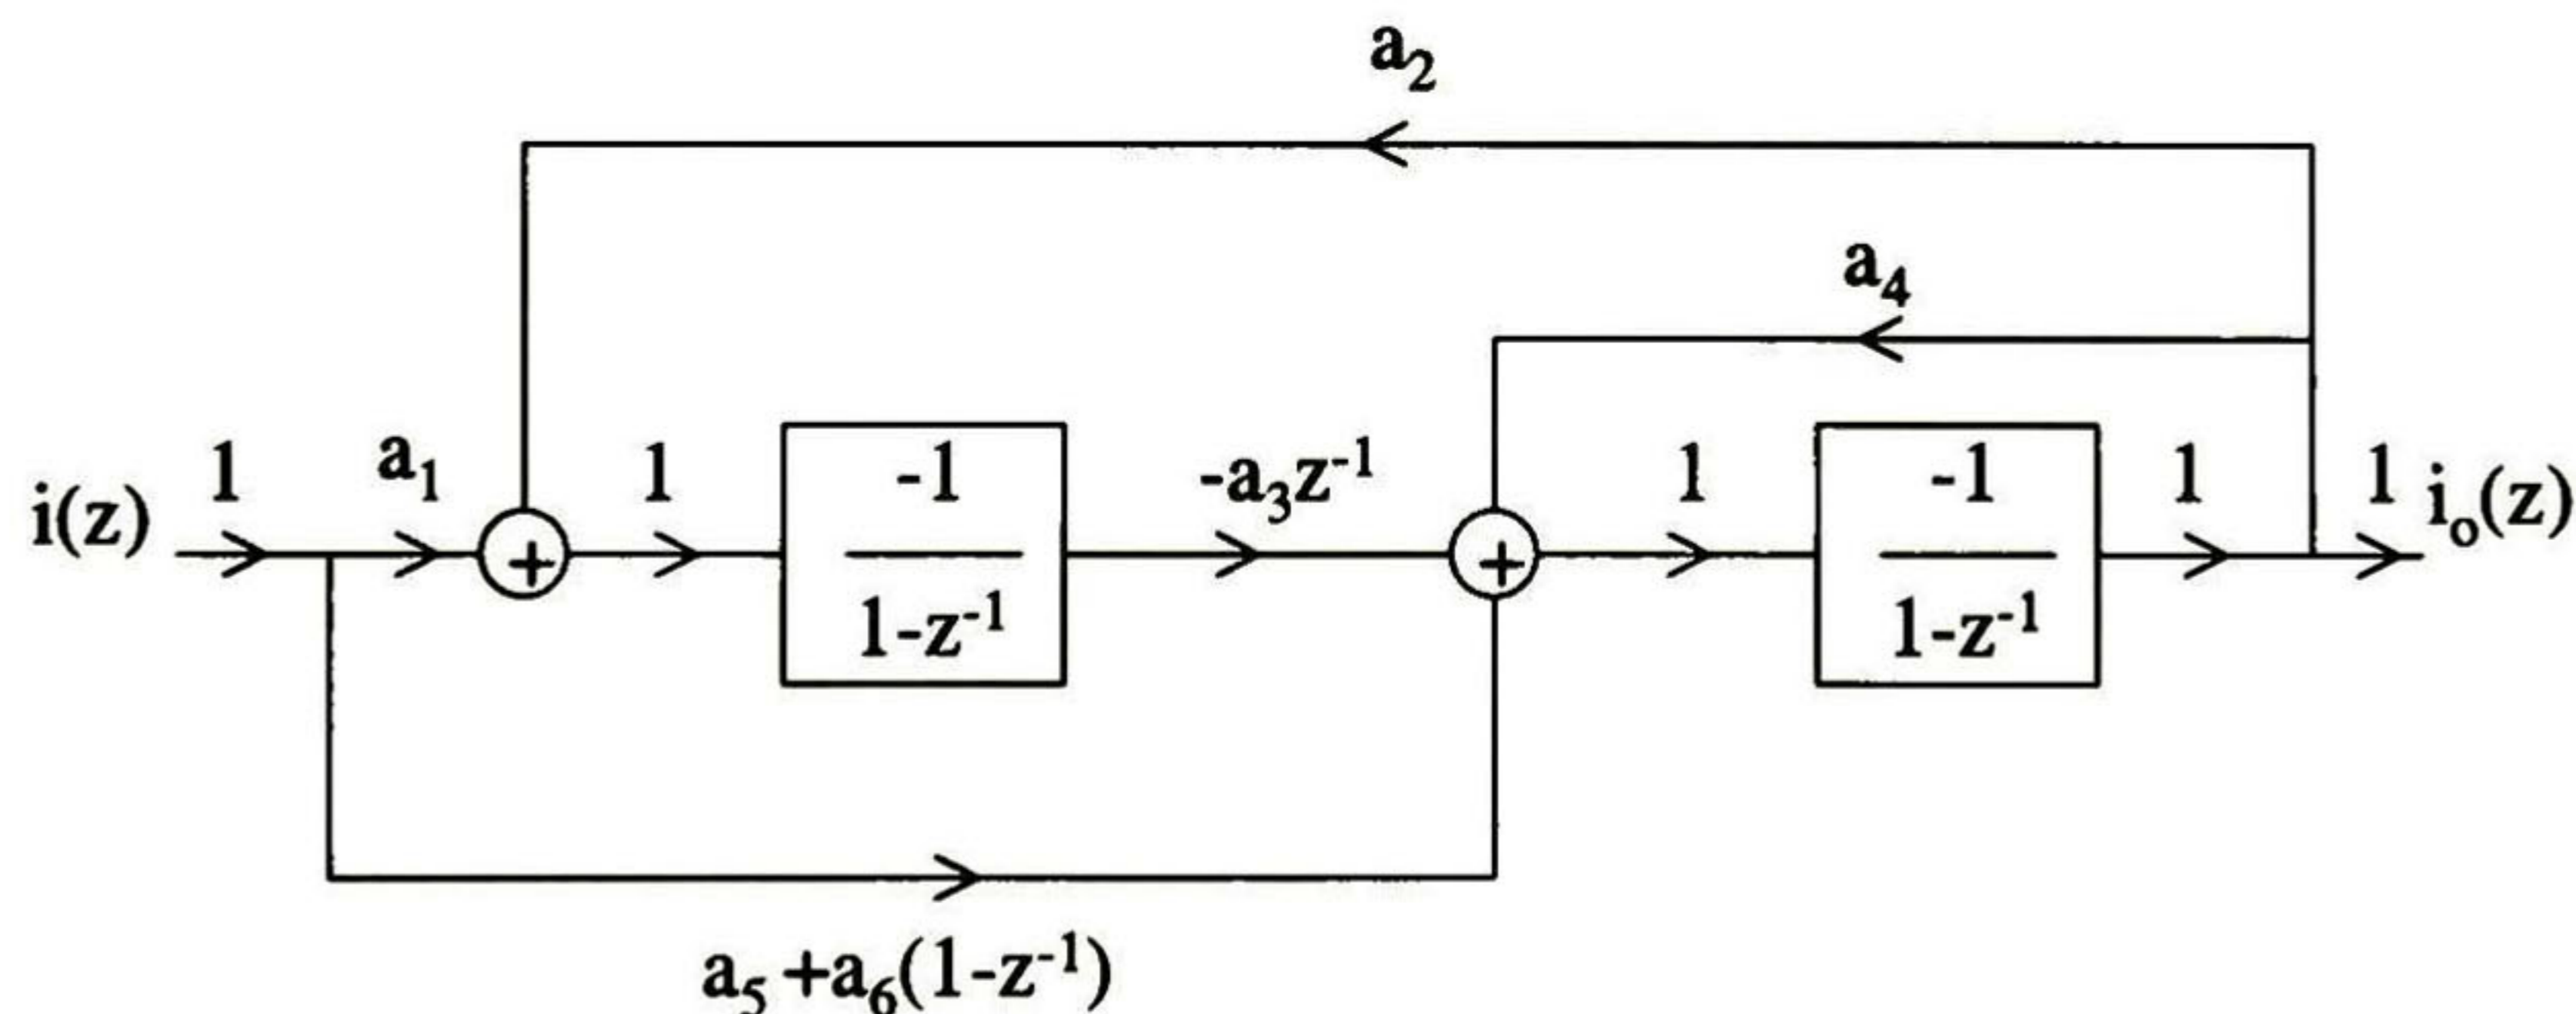 a₂
a₄
i(z) 1 a₁ 1 -1 -a₃z⁻¹ 1 -1 1 1 iₒ(z)
1-z⁻¹ 1-z⁻¹
a₅ +a₆(1-z⁻¹)